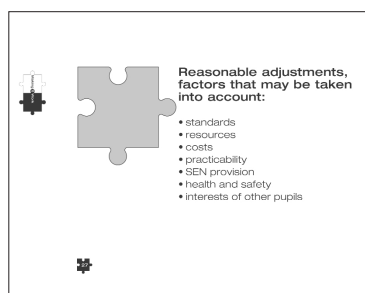 Reasonable adjustments,
factors that may be taken
into account:
• standards
• resources
• costs
• practicability
• SEN provision
• health and safety
• interests of other pupils